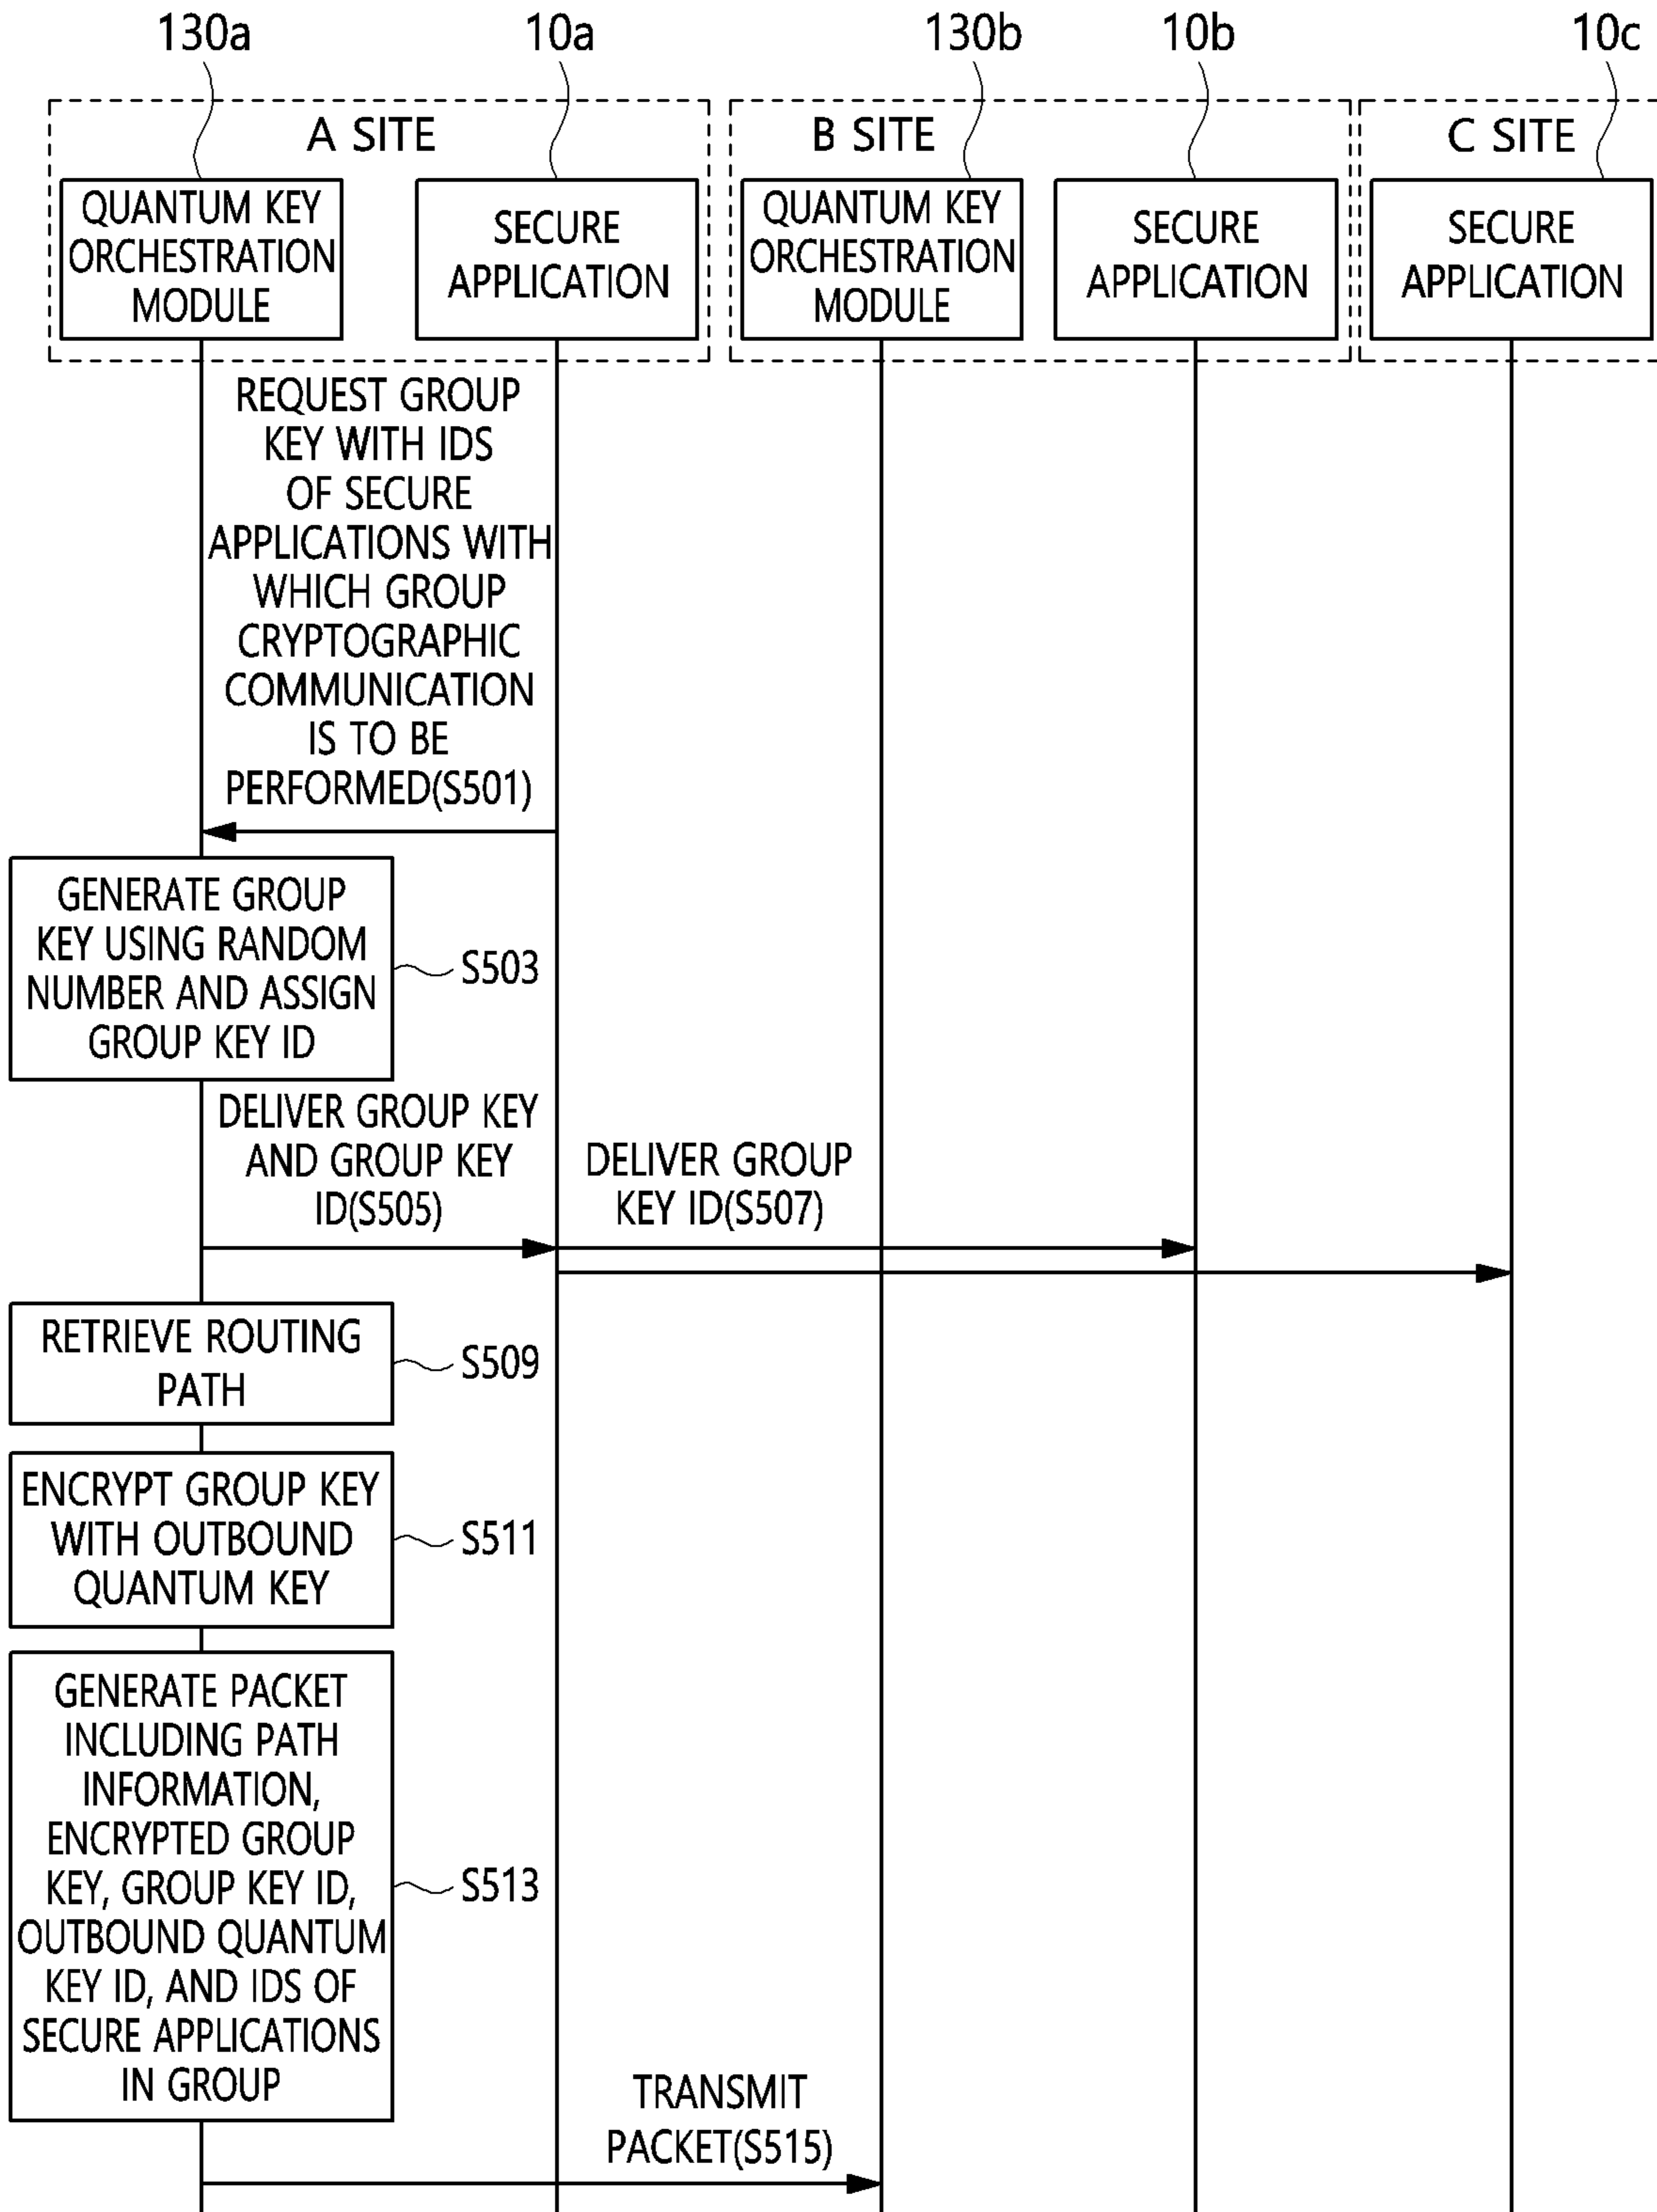 130a
10a
130b
10b
10c
A SITE
B SITE
C SITE
QUANTUM KEY
ORCHESTRATION
MODULE
SECURE
APPLICATION
QUANTUM KEY
ORCHESTRATION
MODULE
SECURE
APPLICATION
SECURE
APPLICATION
REQUEST GROUP
KEY WITH IDS
OF SECURE
APPLICATIONS WITH
WHICH GROUP
CRYPTOGRAPHIC
COMMUNICATION
IS TO BE
PERFORMED(S501)
GENERATE GROUP
KEY USING RANDOM
NUMBER AND ASSIGN
GROUP KEY ID
S503
DELIVER GROUP KEY
AND GROUP KEY
ID(S505)
DELIVER GROUP
KEY ID(S507)
RETRIEVE ROUTING
PATH
S509
ENCRYPT GROUP KEY
WITH OUTBOUND
QUANTUM KEY
S511
GENERATE PACKET
INCLUDING PATH
INFORMATION,
ENCRYPTED GROUP
KEY, GROUP KEY ID,
OUTBOUND QUANTUM
KEY ID, AND IDS OF
SECURE APPLICATIONS
IN GROUP
S513
TRANSMIT
PACKET(S515)